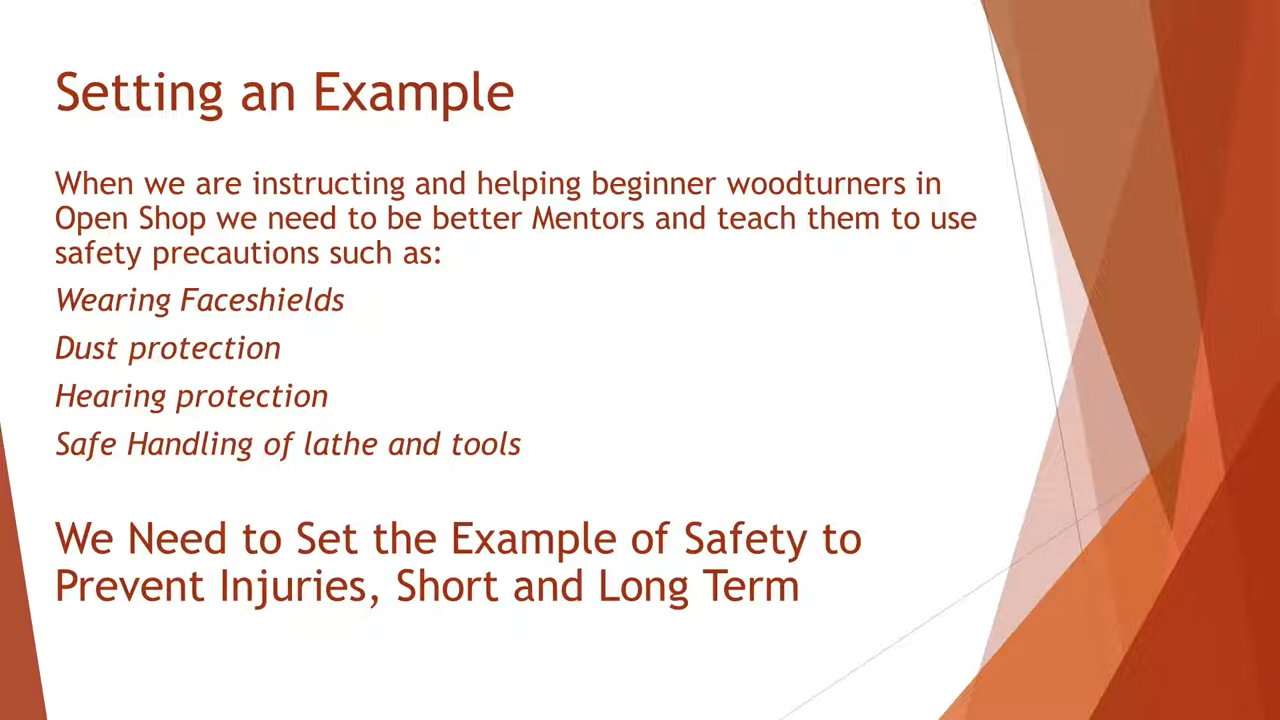 Setting an Example
When we are instructing and helping beginner woodturners in
Open Shop we need to be better Mentors and teach them to use
safety precautions such as:
Wearing Faceshields
Dust protection
Hearing protection
Safe Handling of lathe and tools
We Need to Set the Example of Safety to
Prevent Injuries, Short and Long Term